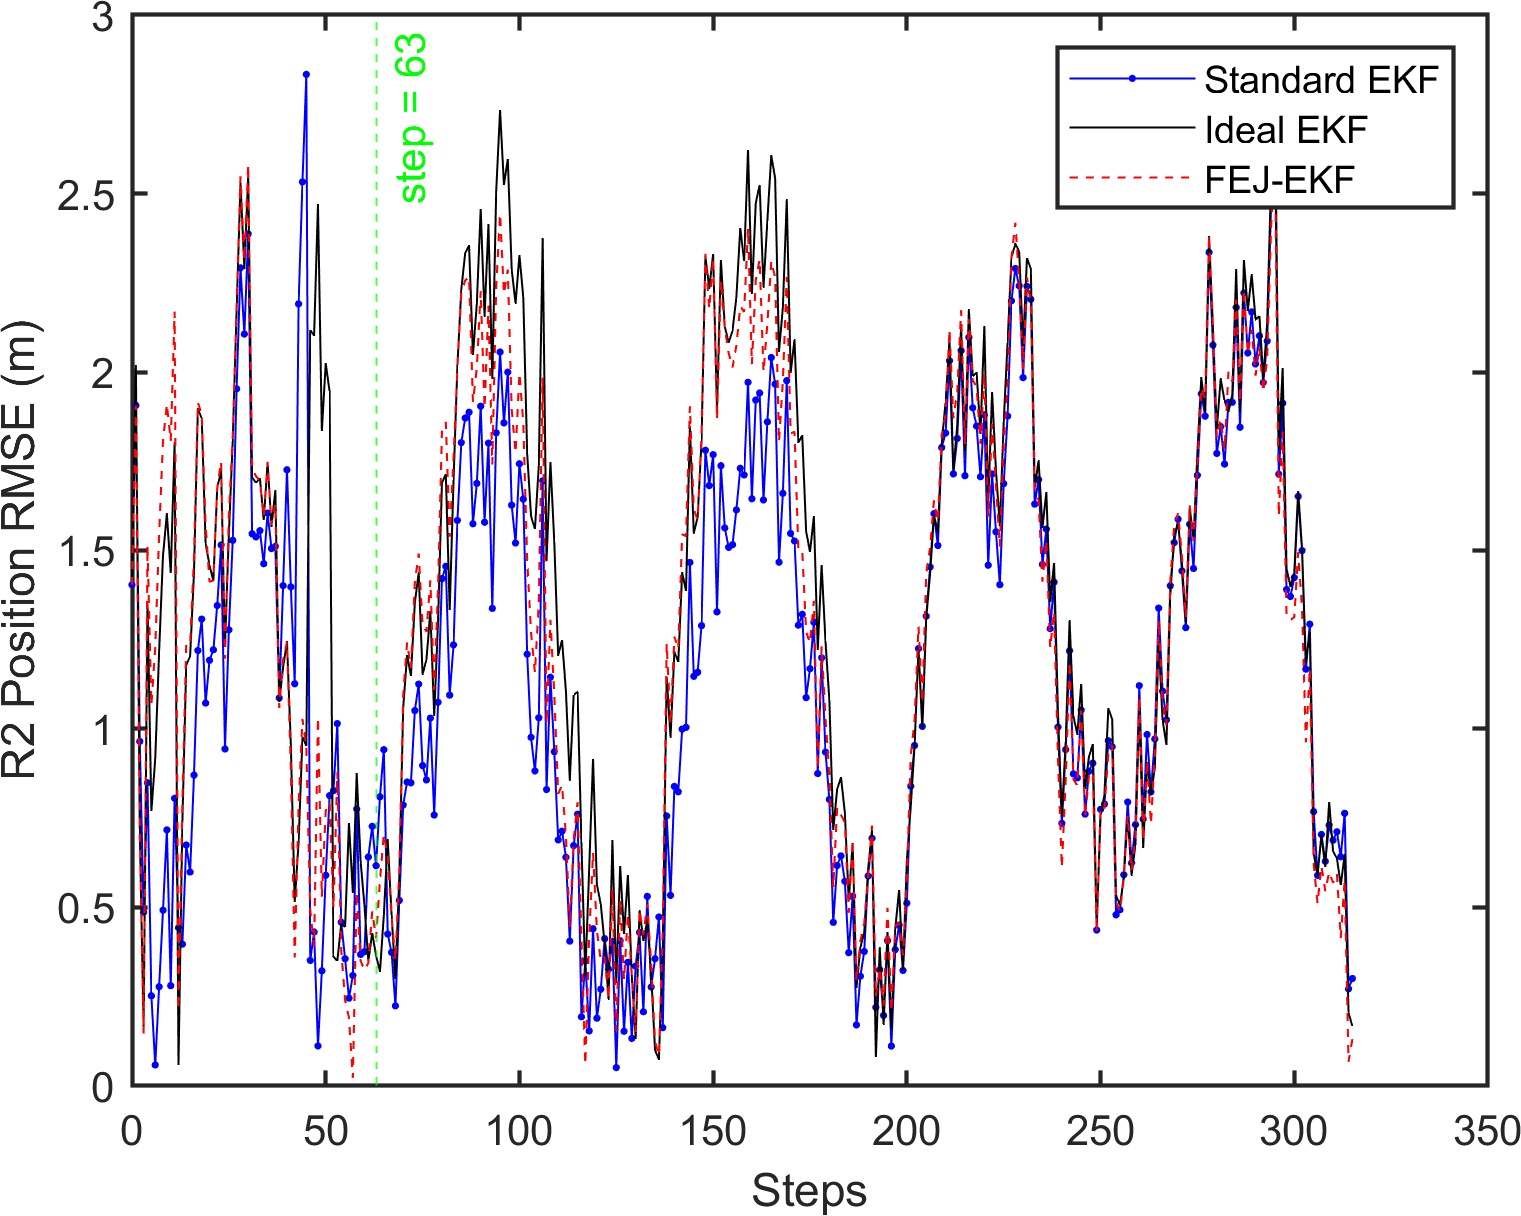 3
2.5
2
1.5
1
0.5
0
0
50
100
150
200
250
300
350
Steps
R2 Position RMSE (m)
step = 63
Standard EKF
Ideal EKF
FEJ-EKF